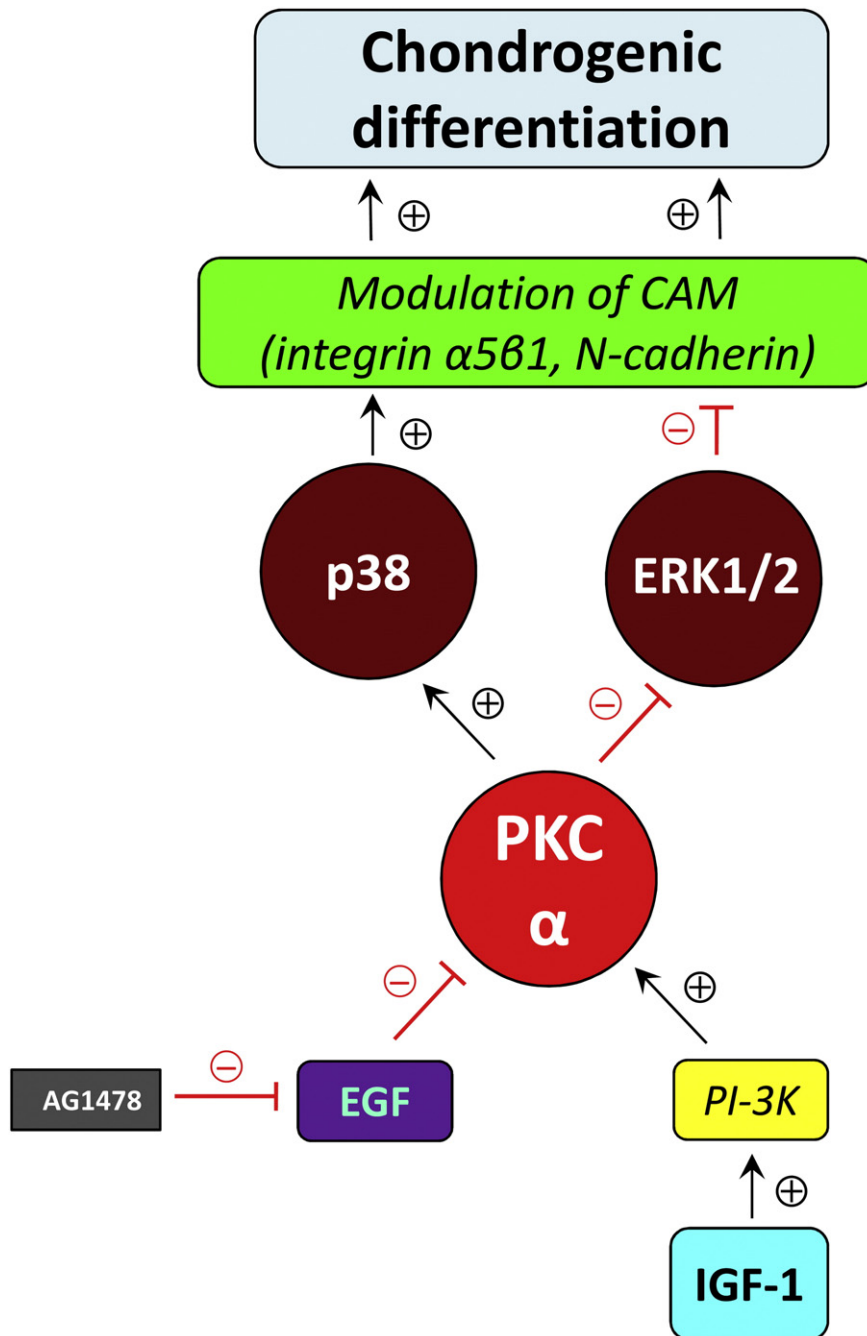 Chondrogenic
differentiation
⊕ ⊕
Modulation of CAM
(integrin α5β1, N-cadherin)
⊕ ⊖
p38 ERK1/2
⊕ ⊖
PKC
α
⊖ ⊕
⊖
AG1478 EGF PI-3K
⊕
IGF-1